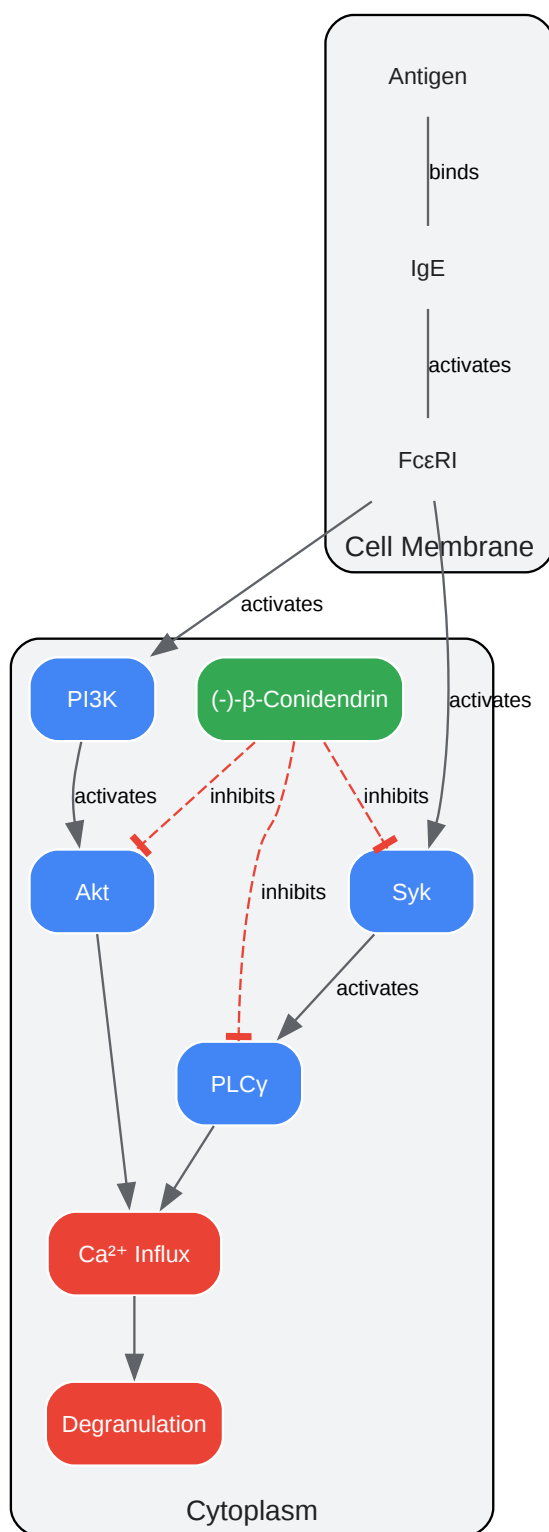 Antigen
binds
IgE
activates
FcεRI
Cell Membrane
activates
PI3K
(-)-β-Conidendrin
activates
activates
inhibits
inhibits
Akt
inhibits
Syk
activates
PLCγ
Ca²⁺ Influx
Degranulation
Cytoplasm